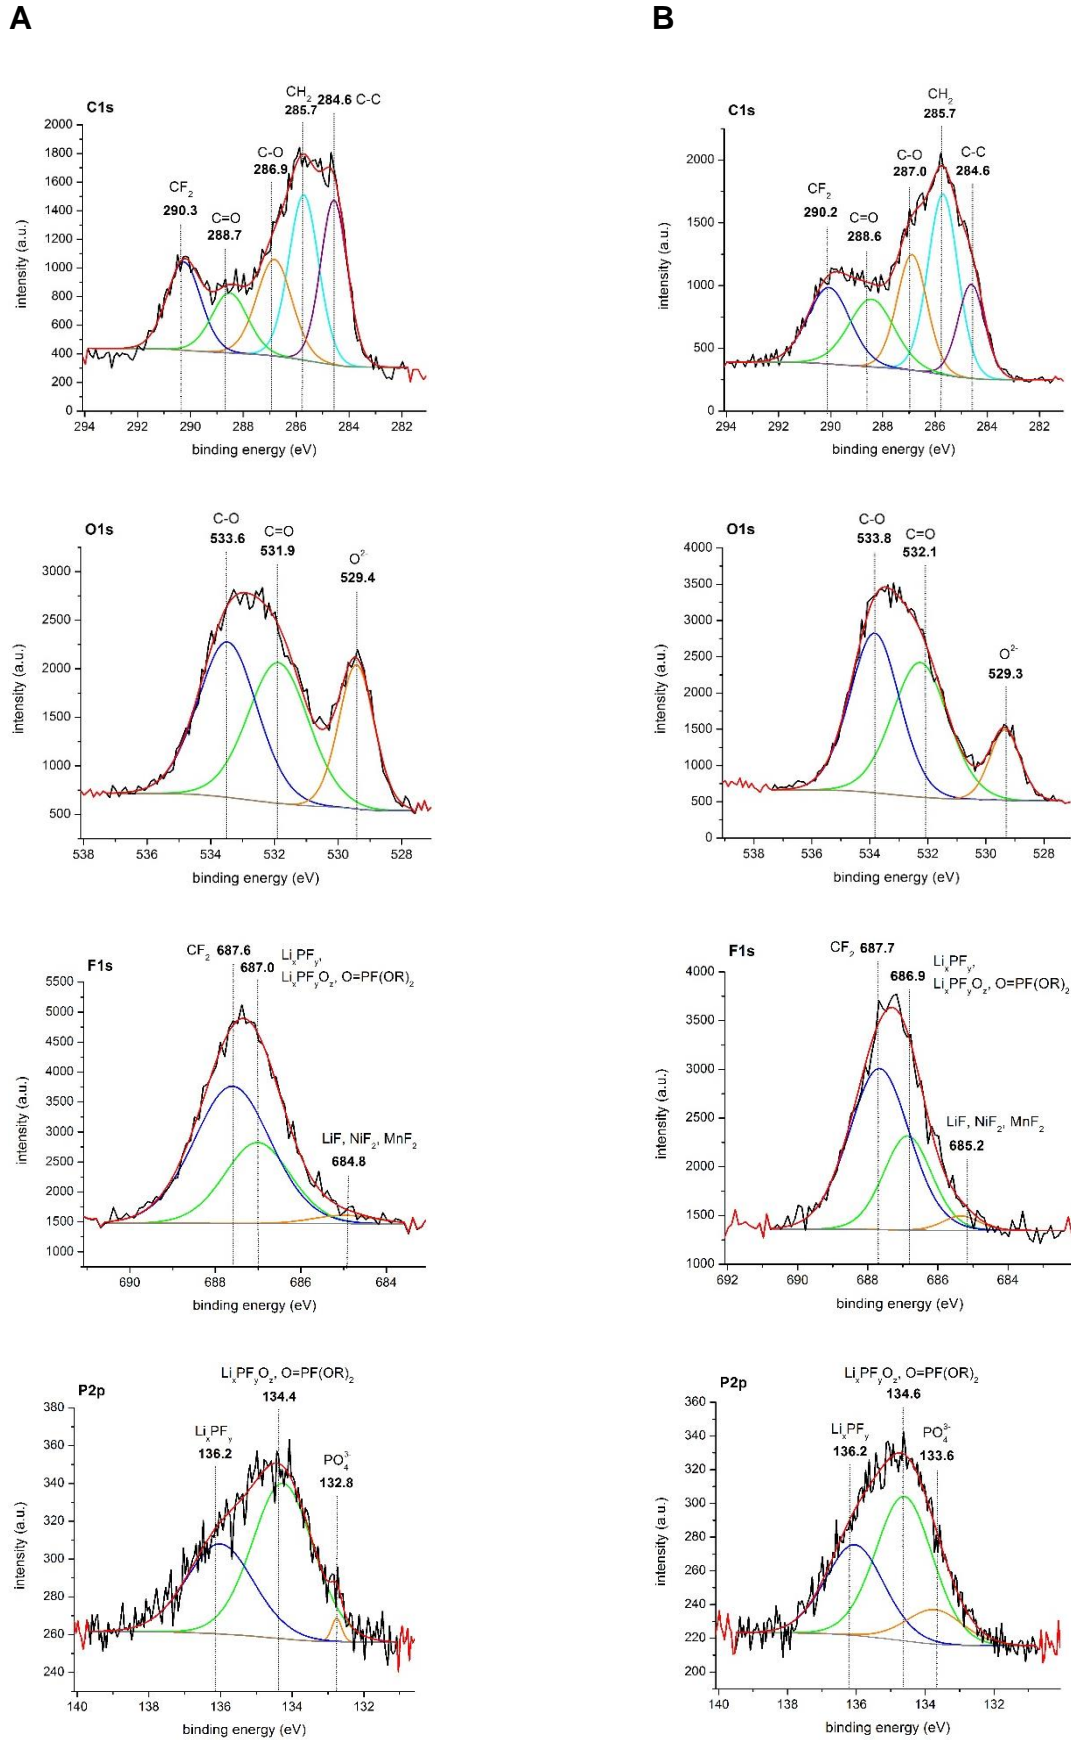 A
B
C1s
CH₂
285.7
284.6 C-C
C-O
286.9
CF₂
290.3
C=O
288.7
2000
1800
1600
1400
1200
1000
800
600
400
200
0
intensity (a.u.)
294 292 290 288 286 284 282
binding energy (eV)
C1s
CH₂
285.7
C-O
287.0
C-C
284.6
CF₂
290.2
C=O
288.6
2000
1500
1000
500
0
intensity (a.u.)
294 292 290 288 286 284 282
binding energy (eV)
O1s
C-O
533.6
C=O
531.9
O²⁻
529.4
3000
2500
2000
1500
1000
500
intensity (a.u.)
538 536 534 532 530 528
binding energy (eV)
O1s
C-O
533.8
C=O
532.1
O²⁻
529.3
4000
3500
3000
2500
2000
1500
1000
500
0
intensity (a.u.)
538 536 534 532 530 528
binding energy (eV)
F1s
CF₂ 687.6
687.0
LiₓPFᵧ,
LiₓPFᵧO_z, O=PF(OR)₂
LiF, NiF₂, MnF₂
684.8
5500
5000
4500
4000
3500
3000
2500
2000
1500
1000
intensity (a.u.)
690 688 686 684
binding energy (eV)
F1s
CF₂ 687.7
686.9
LiₓPFᵧ,
LiₓPFᵧO_z, O=PF(OR)₂
LiF, NiF₂, MnF₂
685.2
4000
3500
3000
2500
4000
1500
1000
intensity (a.u.)
692 690 688 686 684
binding energy (eV)
P2p
LiₓPFᵧO_z, O=PF(OR)₂
134.4
LiₓPFᵧ
136.2
PO₄³⁻
132.8
380
360
340
320
300
280
260
240
intensity (a.u.)
140 138 136 134 132
binding energy (eV)
P2p
LiₓPFᵧO_z, O=PF(OR)₂
134.6
LiₓPFᵧ
136.2
PO₄³⁻
133.6
360
340
320
300
280
260
240
220
200
intensity (a.u.)
140 138 136 134 132
binding energy (eV)